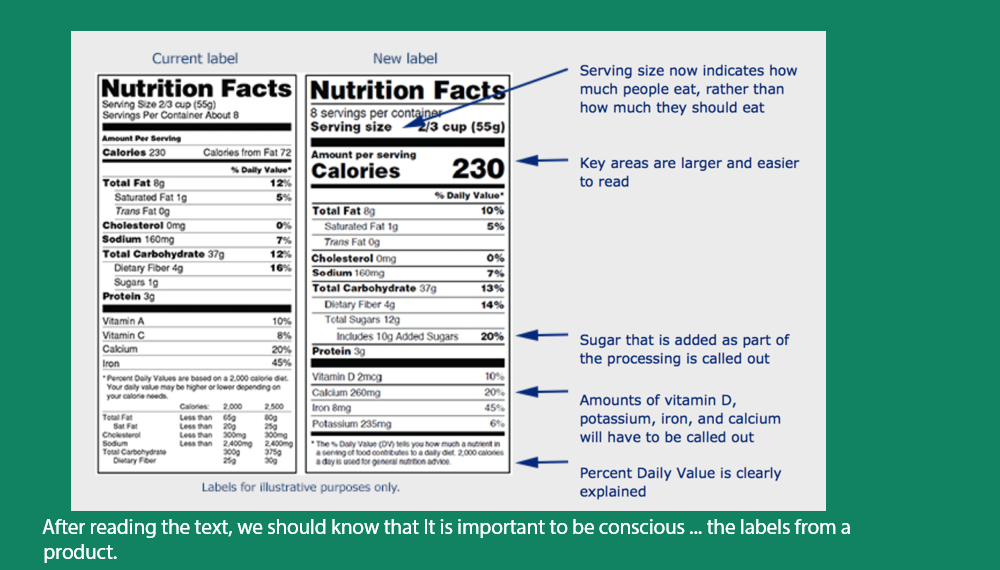 Current label
Nutrition Facts
Serving Size 2/3 cup (55g)
Servings Per Container About 8
Amount Per Serving
Calories 230 Calories from Fat 72
% Daily Value*
Total Fat 8g 12%
Saturated Fat 1g 5%
Trans Fat 0g
Cholesterol 0mg 0%
Sodium 160mg 7%
Total Carbohydrate 37g 12%
Dietary Fiber 4g 16%
Sugars 1g
Protein 3g
Vitamin A 10%
Vitamin C 8%
Calcium 20%
Iron 45%
* Percent Daily Values are based on a 2,000 calorie diet.
Your daily value may be higher or lower depending on
your calorie needs.
Calories: 2,000 2,500
Total Fat Less than 65g 80g
Sat Fat Less than 20g 25g
Cholesterol Less than 300mg 300mg
Sodium Less than 2,400mg 2,400mg
Total Carbohydrate 300g 375g
Dietary Fiber 25g 30g
New label
Nutrition Facts
8 servings per container
Serving size 2/3 cup (55g)
Amount per serving
Calories 230
% Daily Value*
Total Fat 8g 10%
Saturated Fat 1g 5%
Trans Fat 0g
Cholesterol 0mg 0%
Sodium 160mg 7%
Total Carbohydrate 37g 13%
Dietary Fiber 4g 14%
Total Sugars 12g
Includes 10g Added Sugars 20%
Protein 3g
Vitamin D 2mcg 10%
Calcium 260mg 20%
Iron 8mg 45%
Potassium 235mg 6%
* The % Daily Value (DV) tells you how much a nutrient in
a serving of food contributes to a daily diet. 2,000 calories
a day is used for general nutrition advice.
Serving size now indicates how
much people eat, rather than
how much they should eat
Key areas are larger and easier
to read
Sugar that is added as part of
the processing is called out
Amounts of vitamin D,
potassium, iron, and calcium
will have to be called out
Percent Daily Value is clearly
explained
Labels for illustrative purposes only.
After reading the text, we should know that It is important to be conscious ... the labels from a
product.